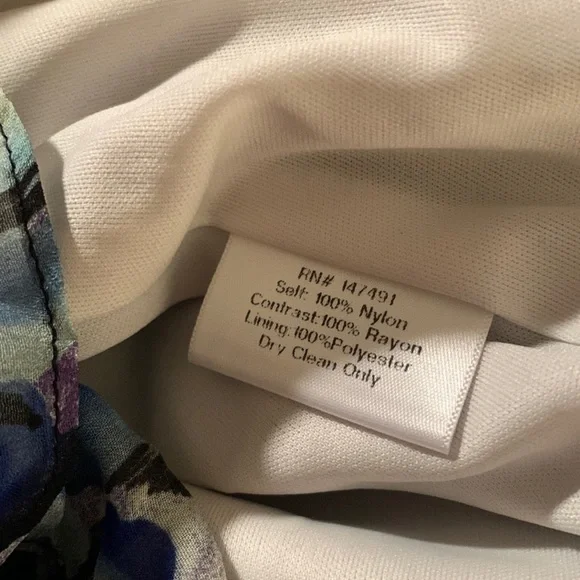 RN# 147491
Self: 100% Nylon
Contrast:100% Rayon
Lining:100%Polyester
Dry Clean Only